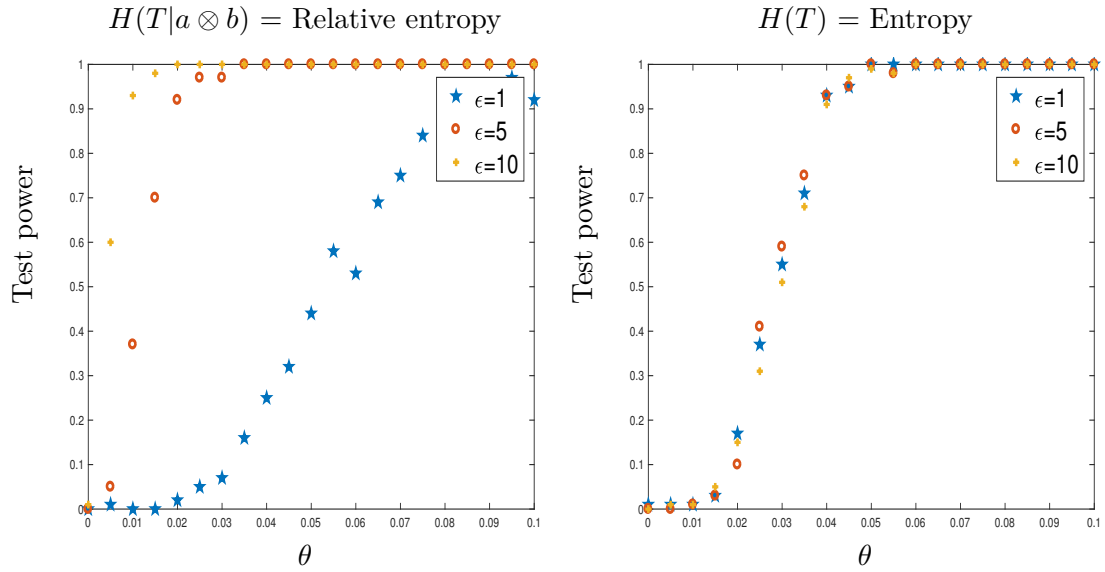 H(T|a ⊗ b) = Relative entropy
Test power
1
0.9
0.8
0.7
0.6
0.5
0.4
0.3
0.2
0.1
0
0 0.01 0.02 0.03 0.04 0.05 0.06 0.07 0.08 0.09 0.1
θ
ϵ=1
ϵ=5
ϵ=10
H(T) = Entropy
Test power
1
0.9
0.8
0.7
0.6
0.5
0.4
0.3
0.2
0.1
0
0 0.01 0.02 0.03 0.04 0.05 0.06 0.07 0.08 0.09 0.1
θ
ϵ=1
ϵ=5
ϵ=10